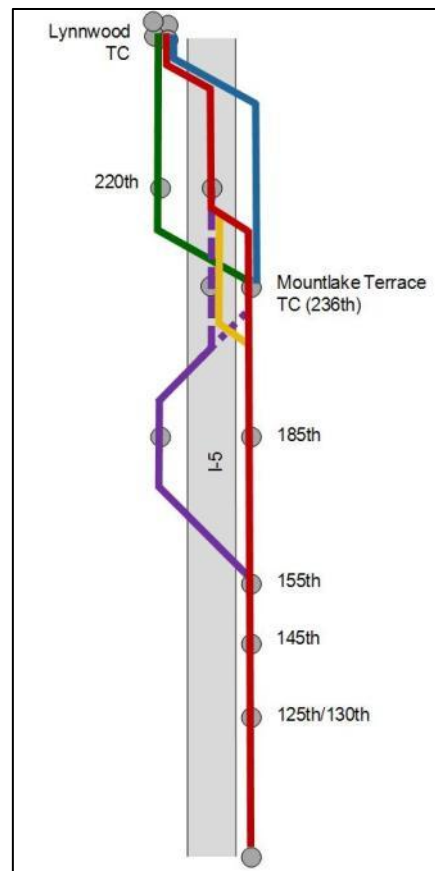 Lynnwood
TC
220th
Mountlake Terrace
TC (236th)
185th
I-5
155th
145th
125th/130th